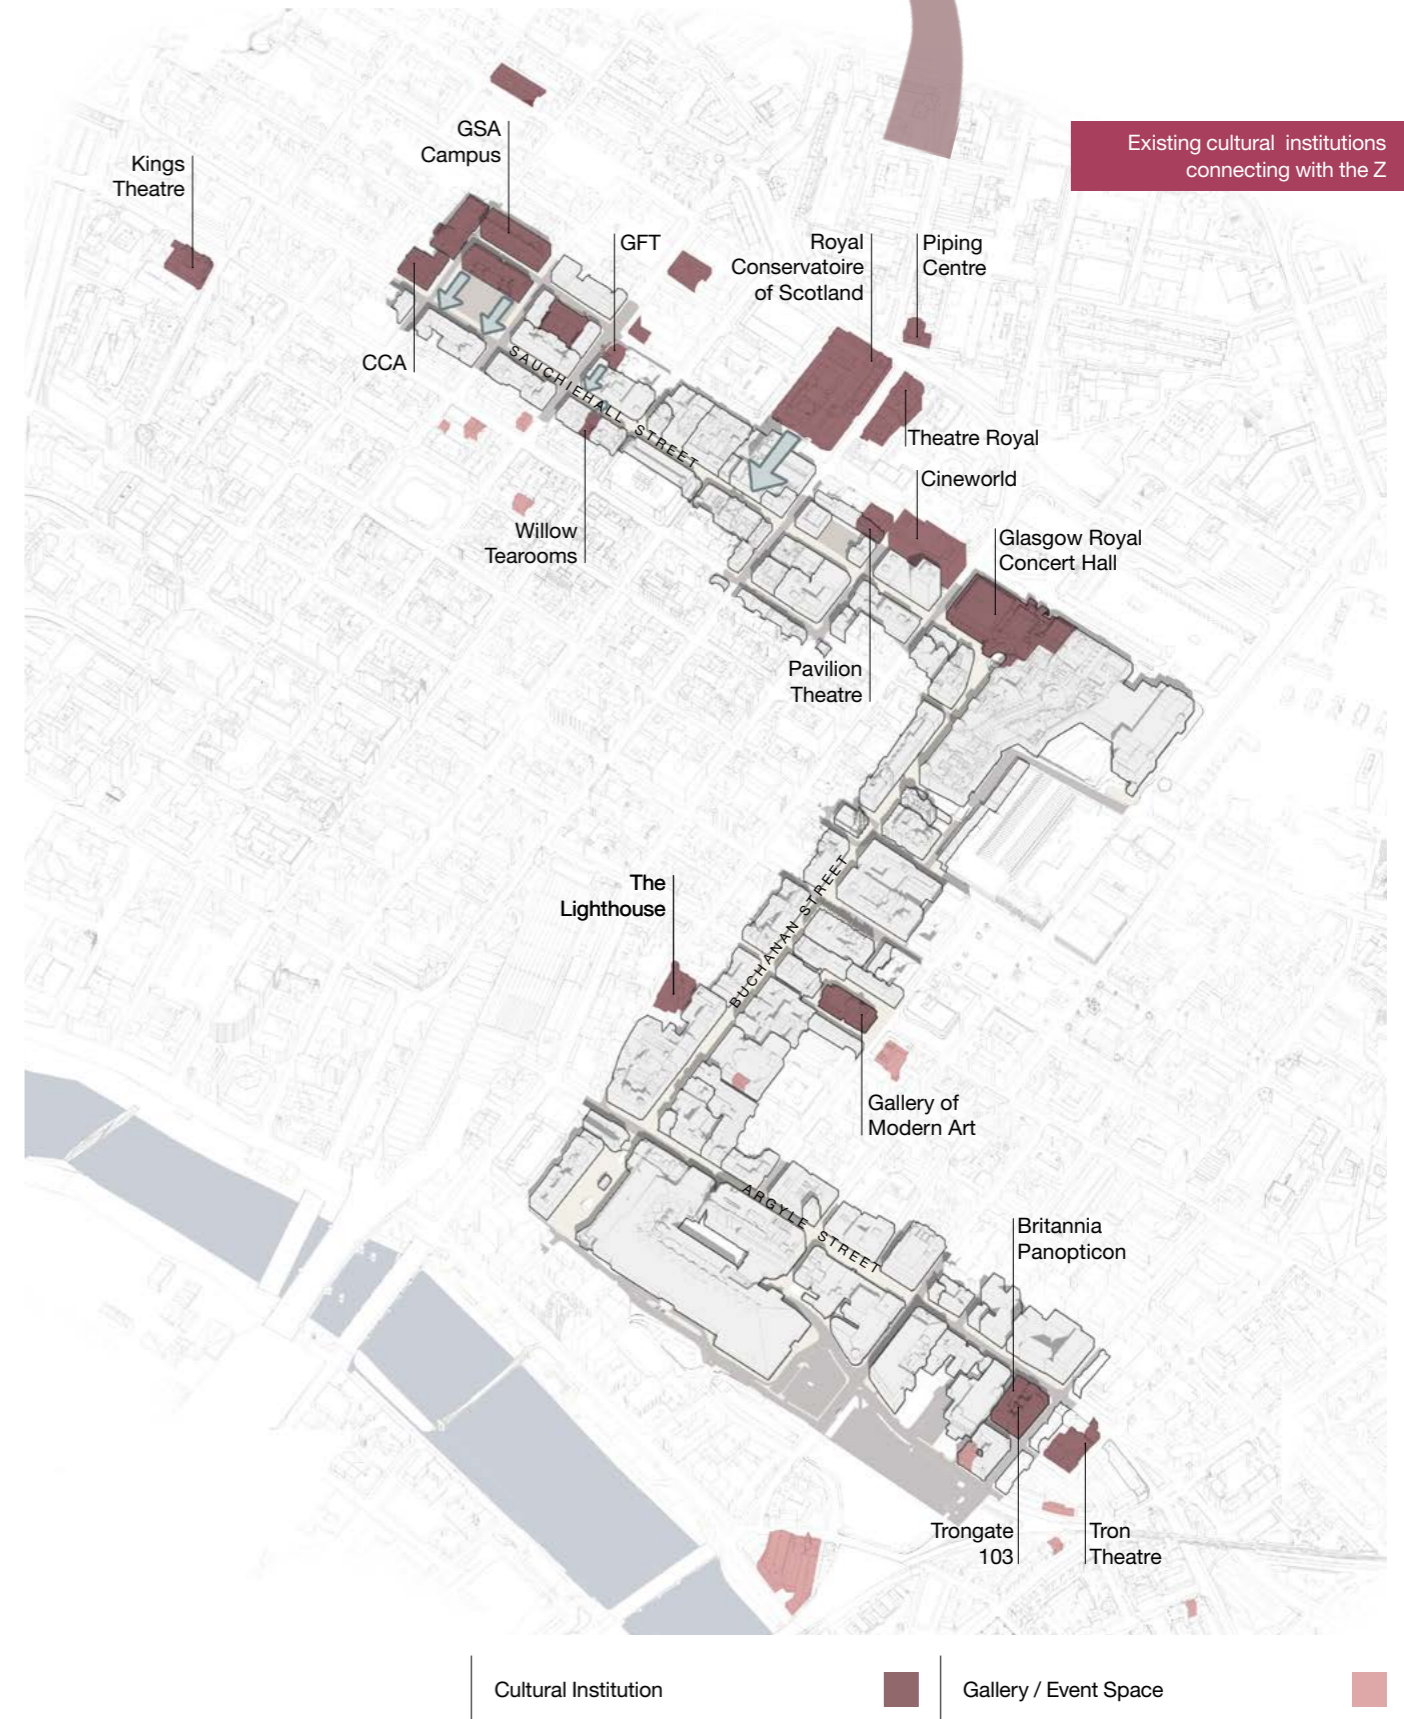 Existing cultural institutions
connecting with the Z
GSA
Campus
Kings
Theatre
GFT
Royal
Conservatoire
of Scotland
Piping
Centre
CCA
SAUCHIEHALL STREET
Theatre Royal
Cineworld
Willow
Tearooms
Glasgow Royal
Concert Hall
Pavilion
Theatre
BUCHANAN STREET
The
Lighthouse
Gallery of
Modern Art
ARGYLE STREET
Britannia
Panopticon
Trongate
103
Tron
Theatre
Cultural Institution
Gallery / Event Space